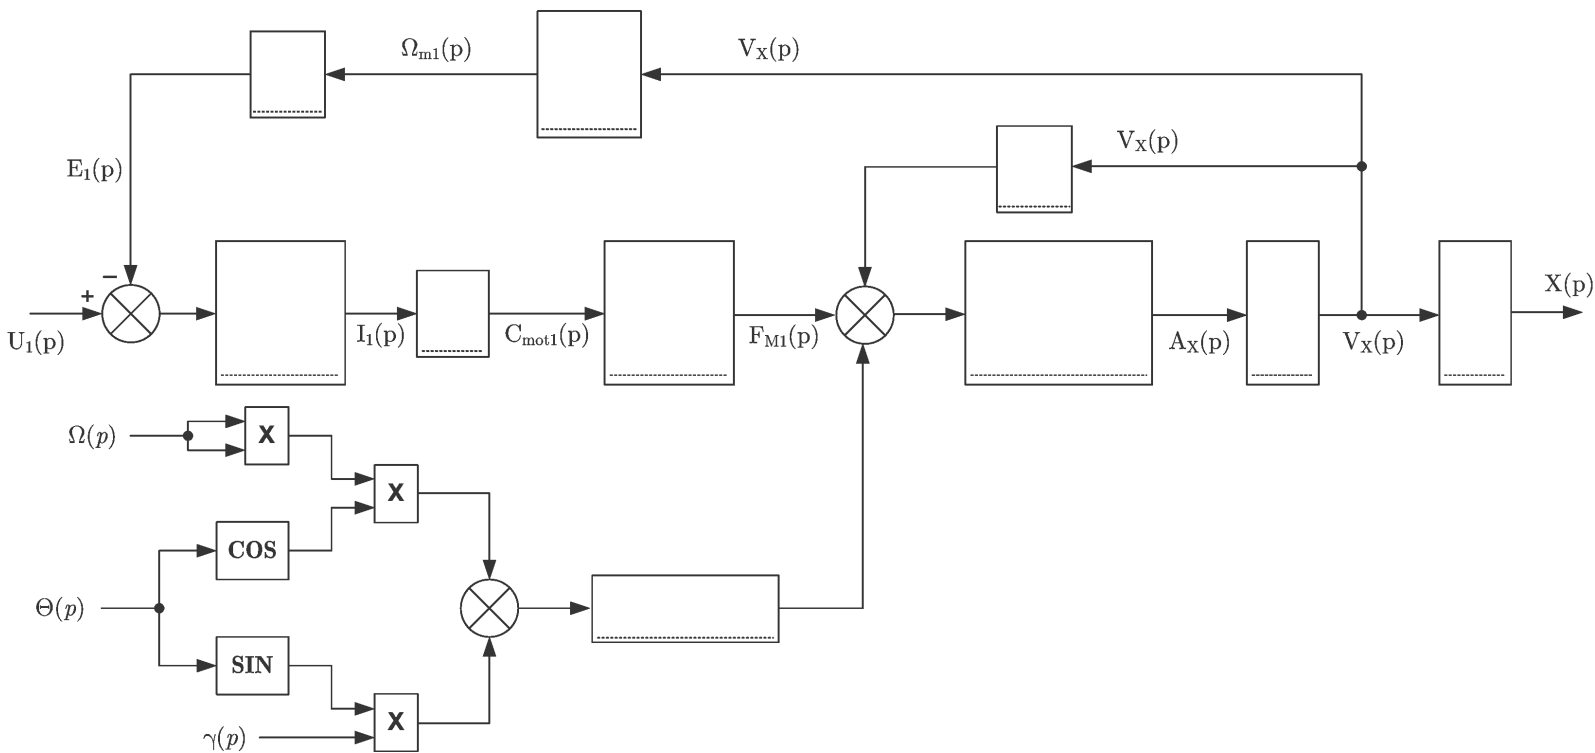 Ωm1(p)
VX(p)
VX(p)
E1(p)
−
+
U1(p)
I1(p)
Cmot1(p)
FM1(p)
AX(p)
VX(p)
X(p)
Ω(p)
X
X
COS
Θ(p)
SIN
X
γ(p)